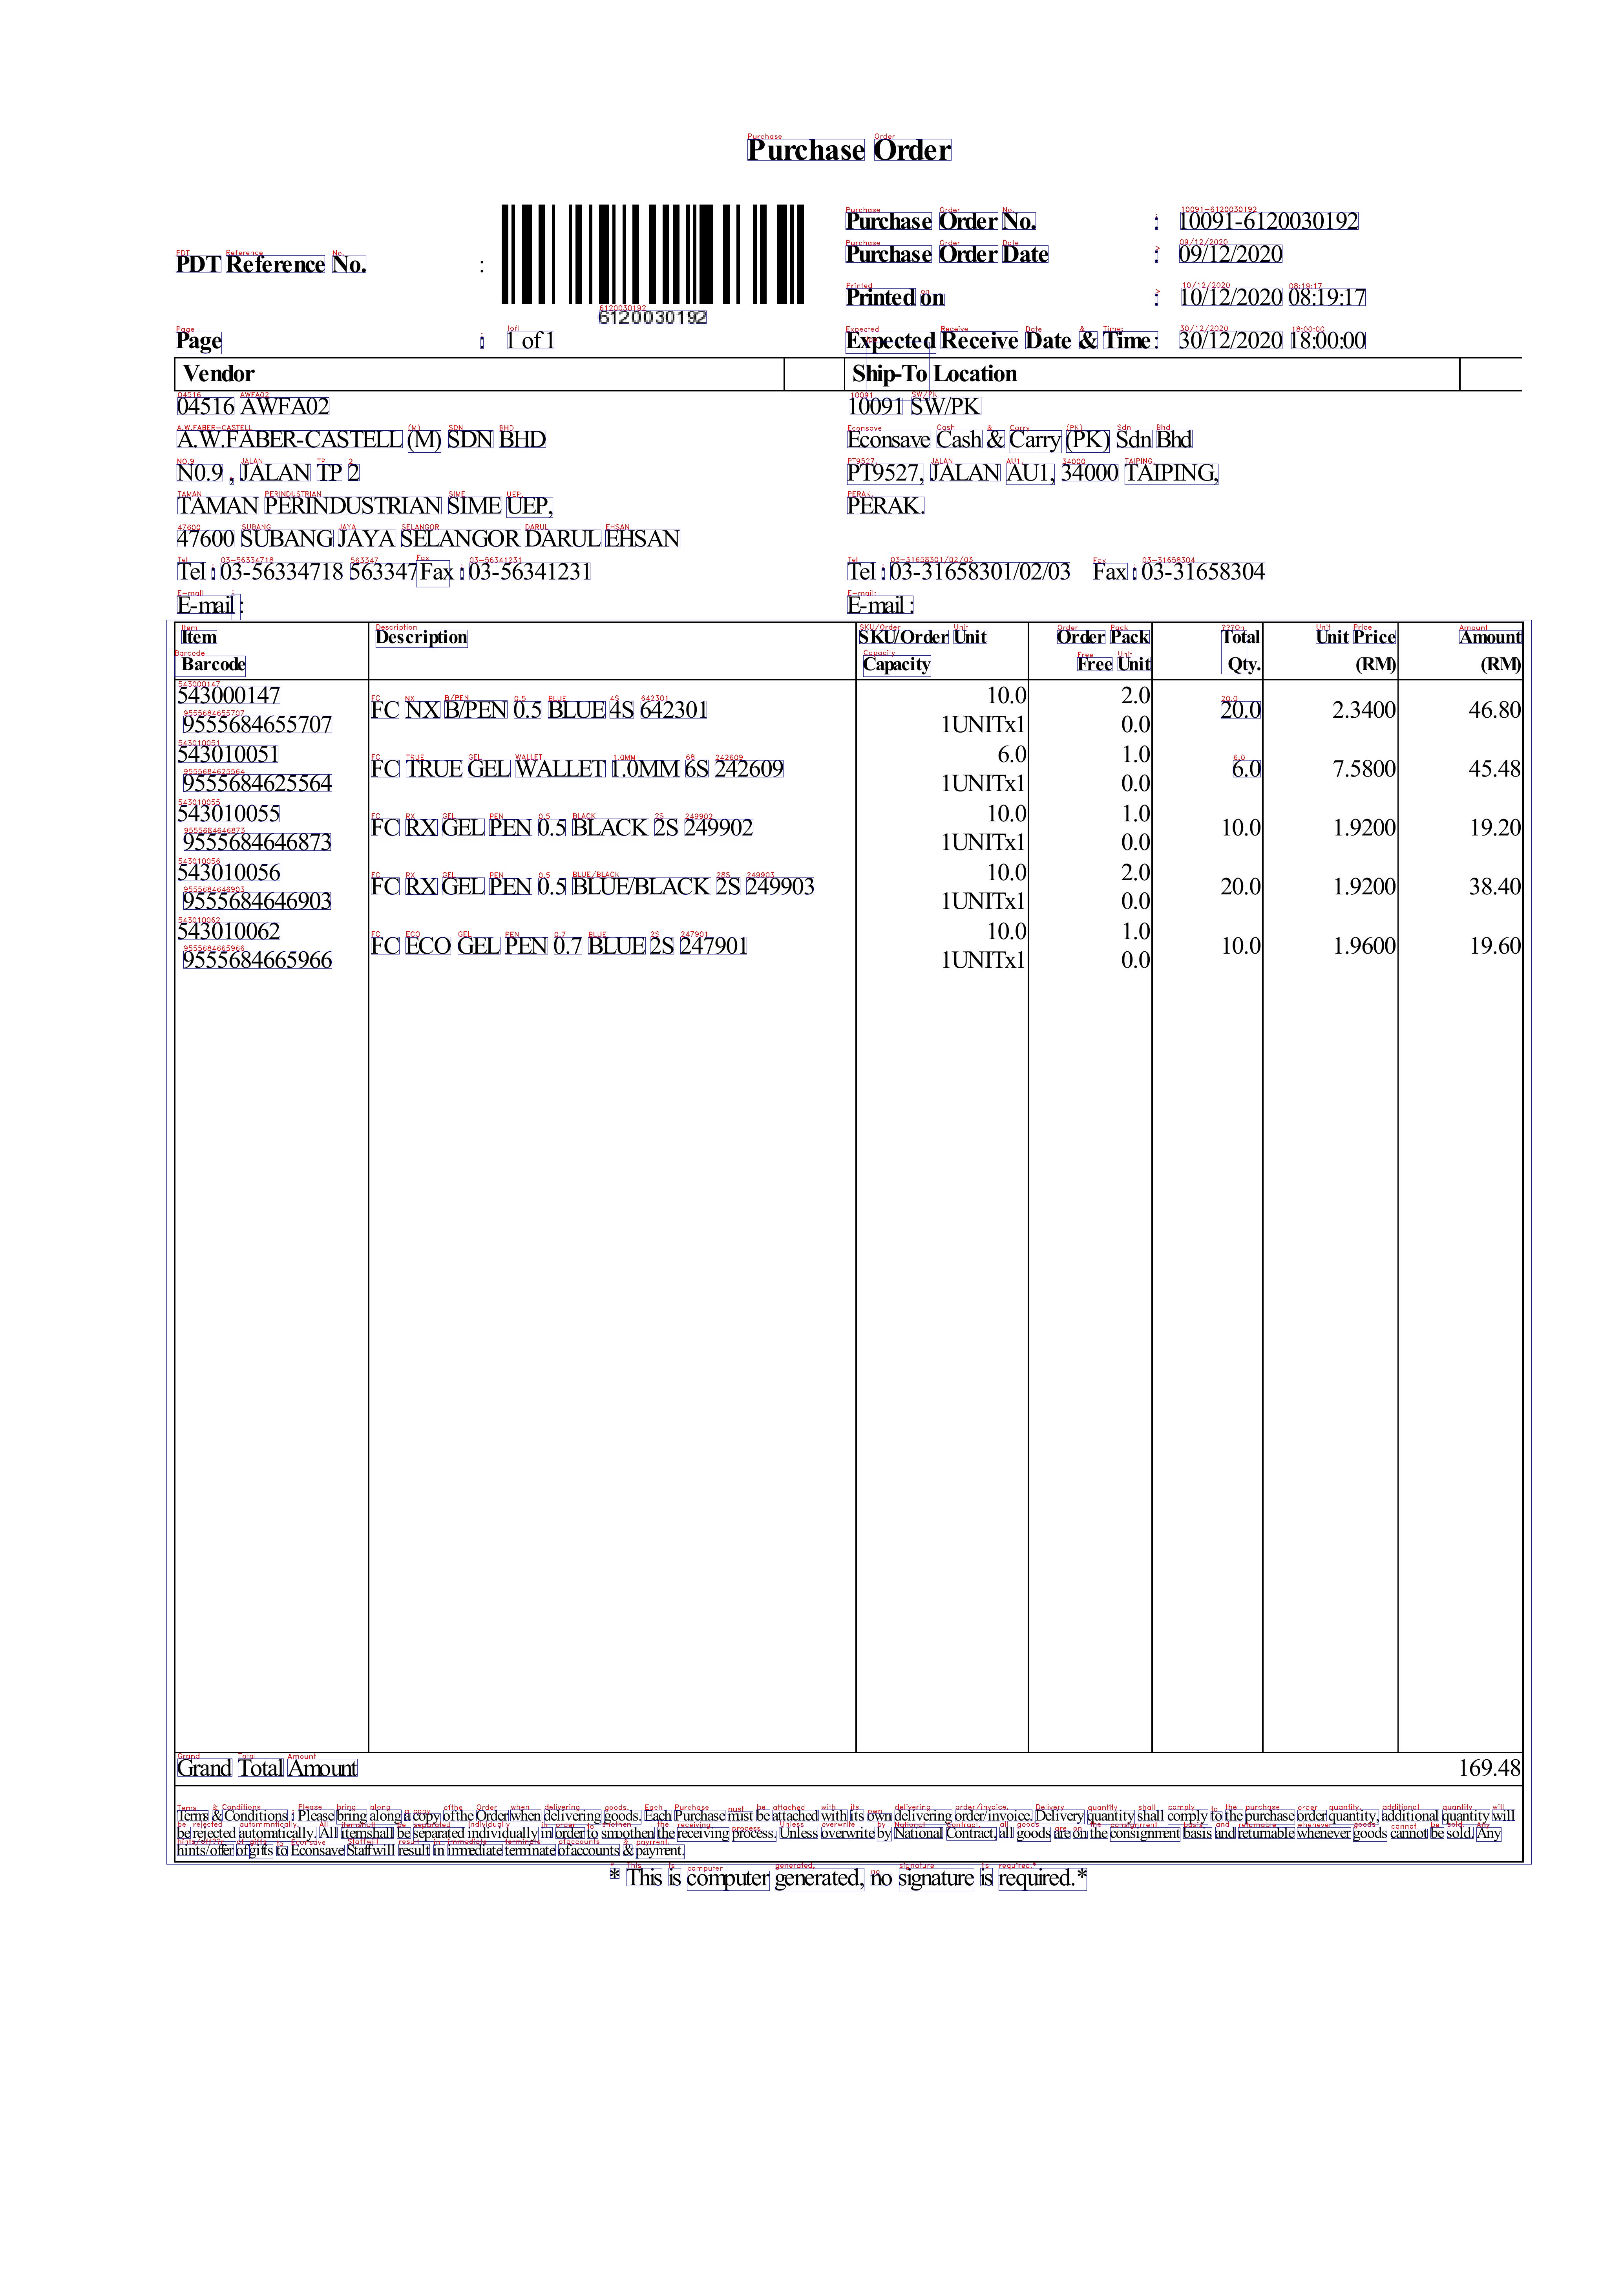 Purchase Order
Purchase Order No. : 10091-6120030192
PDT Reference No. :
Purchase Order Date : 09/12/2020
Printed on : 10/12/2020 08:19:17
6120030192
Page : 1 of 1
Expected Receive Date & Time : 30/12/2020 18:00:00
Vendor Ship-To Location
04516 AWFA02 10091 SW/PK
A.W.FABER-CASTELL (M) SDN BHD Econsave Cash & Carry (PK) Sdn Bhd
N0.9 , JALAN TP 2 PT9527, JALAN AU1, 34000 TAIPING,
TAMAN PERINDUSTRIAN SIME UEP, PERAK.
47600 SUBANG JAYA SELANGOR DARUL EHSAN
Tel : 03-56334718 563347 Fax : 03-56341231 Tel : 03-31658301/02/03 Fax : 03-31658304
E-mail : E-mail :
Item Description SKU/Order Unit Order Pack Total Unit Price Amount
Barcode Capacity Free Unit Qty. (RM) (RM)
543000147 10.0 2.0
FC NX B/PEN 0.5 BLUE 4S 642301 20.0 2.3400 46.80
9555684655707 1UNITx1 0.0
543010051 6.0 1.0
FC TRUE GEL WALLET 1.0MM 6S 242609 6.0 7.5800 45.48
9555684625564 1UNITx1 0.0
543010055 10.0 1.0
FC RX GEL PEN 0.5 BLACK 2S 249902 10.0 1.9200 19.20
9555684646873 1UNITx1 0.0
543010056 10.0 2.0
FC RX GEL PEN 0.5 BLUE/BLACK 2S 249903 20.0 1.9200 38.40
9555684646903 1UNITx1 0.0
543010062 10.0 1.0
FC ECO GEL PEN 0.7 BLUE 2S 247901 10.0 1.9600 19.60
9555684665966 1UNITx1 0.0
Grand Total Amount 169.48
Terms & Conditions : Please bring along a copy of the Order when delivering goods. Each Purchase must be attached with its own delivering order/invoice. Delivery quantity shall comply to the purchase order quantity, additional quantity will
be rejected automatically. All item shall be separated individually in order to smoothen the receiving process. Unless overwrite by National Contract, all goods are on the consignment basis and returnable whenever goods cannot be sold. Any
hints/offer of gifts to Econsave Staff will result in immediate terminate of accounts & payment.
* This is computer generated, no signature is required.*